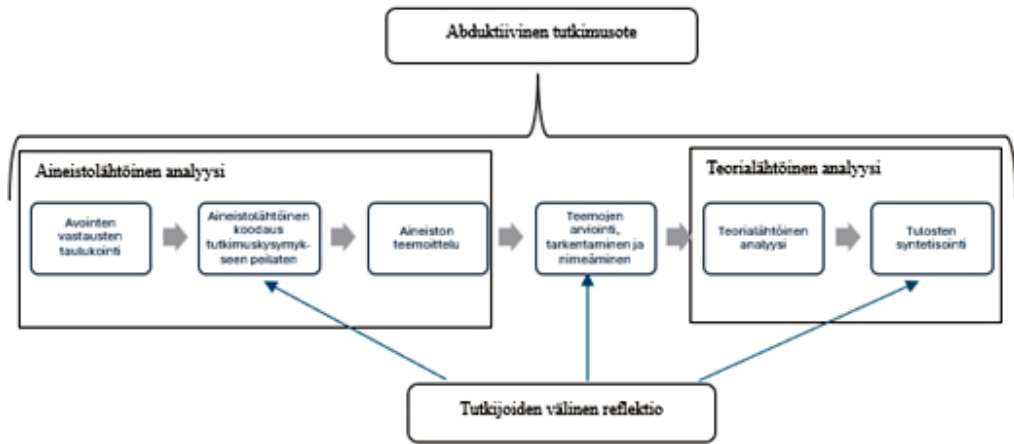 Abduktiivinen tutkimusote
Aineistolähtöinen analyysi
Avointen
vastausten
taulukointi
Aineistolähtöinen
koodaus
tutkimuskysymyk-
seen peilaten
Aineiston
teemoittelu
Teemojen
arviointi,
tarkentaminen ja
nimeäminen
Teorialähtöinen analyysi
Teorialähtöinen
analyysi
Tulosten
syntetisointi
Tutkijoiden välinen reflektio